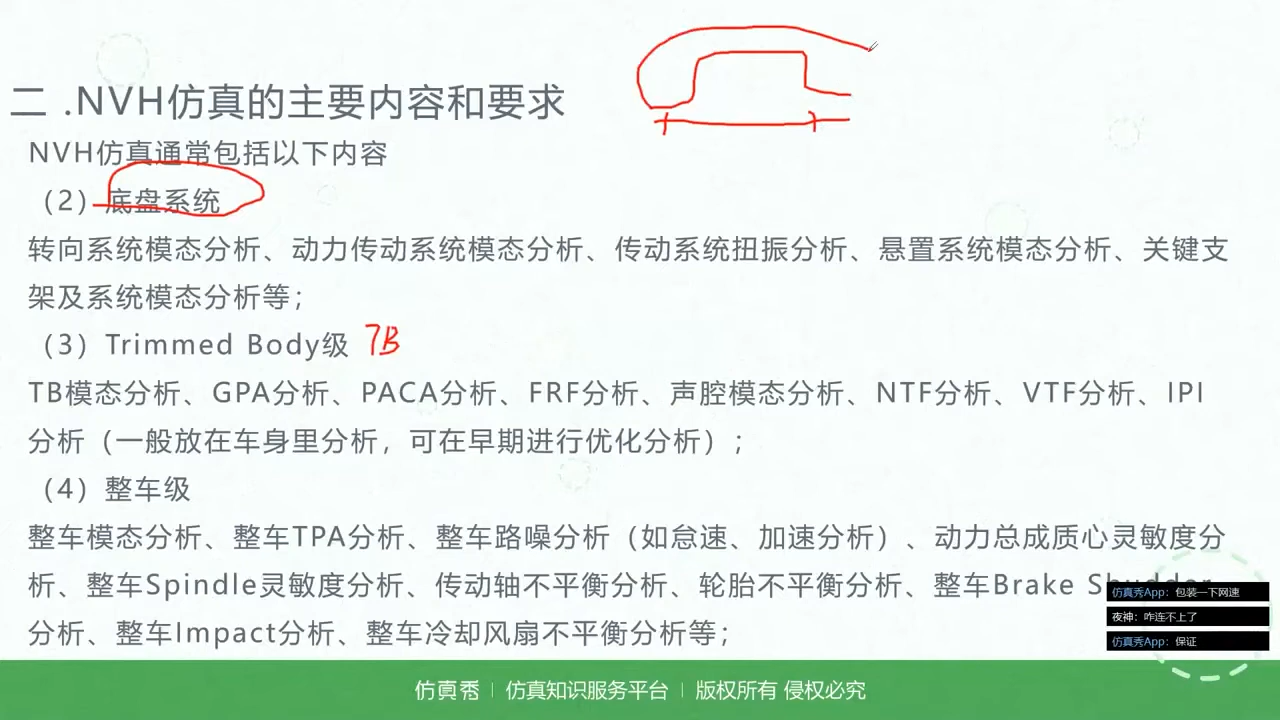 二 .NVH仿真的主要内容和要求
NVH仿真通常包括以下内容
（2）底盘系统
转向系统模态分析、动力传动系统模态分析、传动系统扭振分析、悬置系统模态分析、关键支
架及系统模态分析等；
（3）Trimmed Body级 TB
TB模态分析、GPA分析、PACA分析、FRF分析、声腔模态分析、NTF分析、VTF分析、IPI
分析（一般放在车身里分析，可在早期进行优化分析）；
（4）整车级
整车模态分析、整车TPA分析、整车路噪分析（如怠速、加速分析）、动力总成质心灵敏度分
析、整车Spindle灵敏度分析、传动轴不平衡分析、轮胎不平衡分析、整车Brake Shudder
仿真秀App：包装一下网速
夜神：咋连不上了
分析、整车Impact分析、整车冷却风扇不平衡分析等；
仿真秀App：保证
仿真秀 | 仿真知识服务平台 | 版权所有 侵权必究